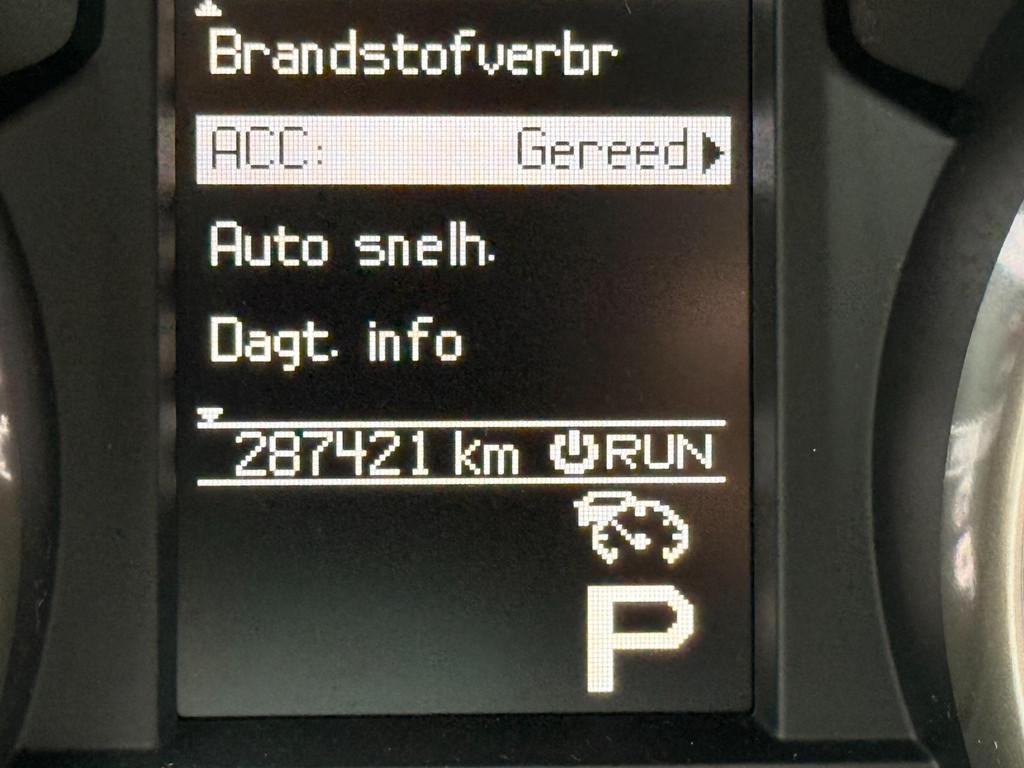 Brandstofverbr
ACC: Gereed
Auto snelh.
Dagt. info
287421 km RUN
P